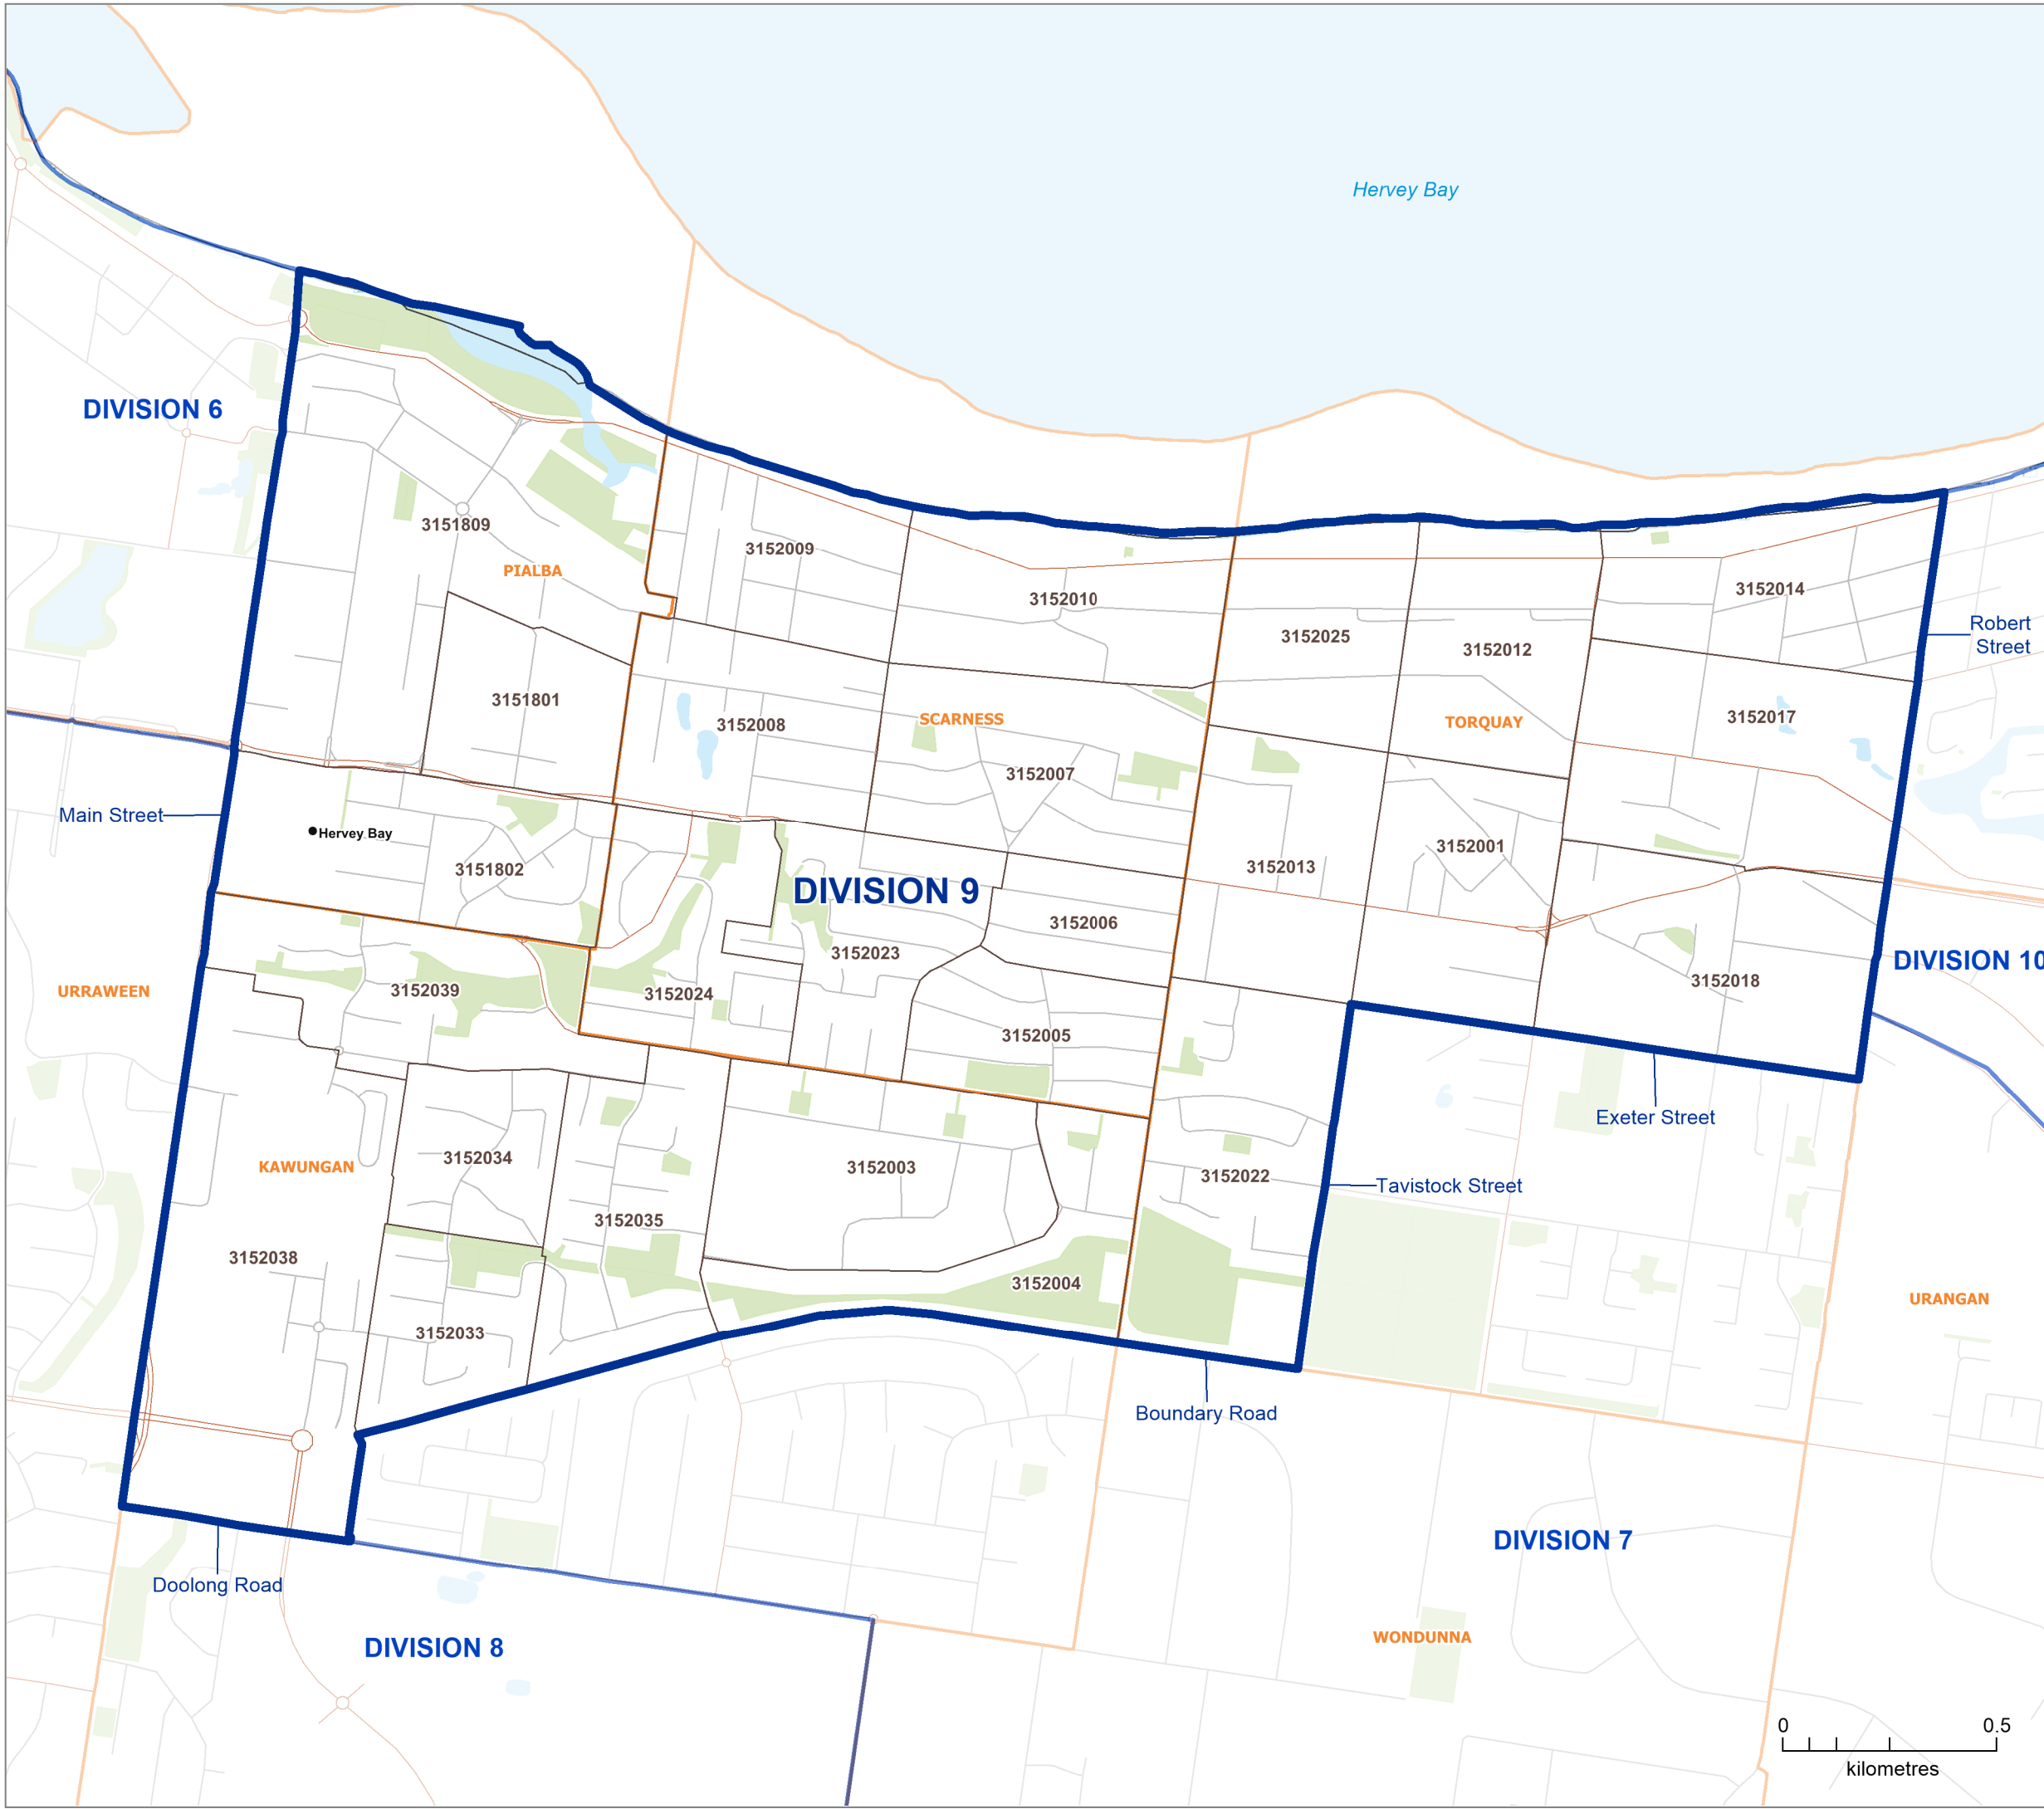 Hervey Bay
DIVISION 6
3151809
3152009
PIALBA
3152010
3152014
3152025
Robert
Street
3152012
3151801
SCARNESS
TORQUAY
3152017
3152008
3152007
Main Street
Hervey Bay
3151802
3152013
3152001
DIVISION 9
3152006
3152023
DIVISION 10
URRAWEEN
3152039
3152024
3152018
3152005
Exeter Street
3152034
KAWUNGAN
3152003
3152022
Tavistock Street
3152035
3152038
3152004
URANGAN
3152033
Boundary Road
DIVISION 7
Doolong Road
DIVISION 8
WONDUNNA
0 0.5
kilometres